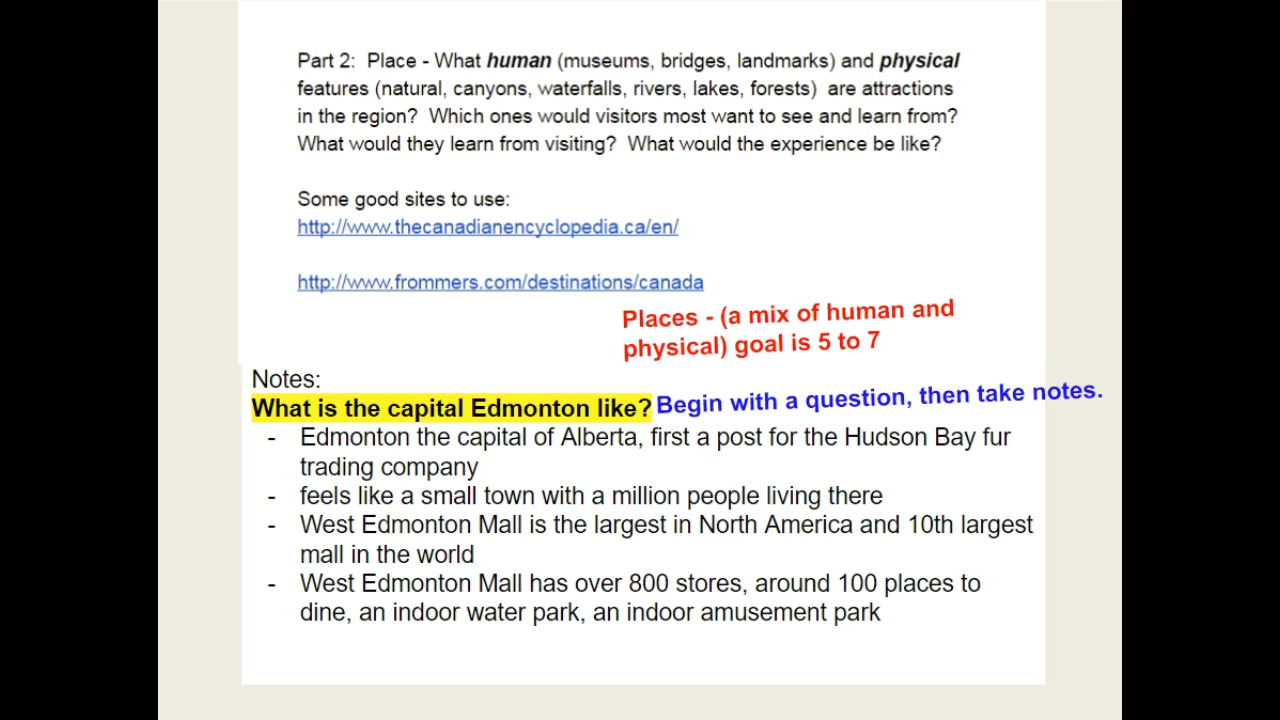 Part 2: Place - What human (museums, bridges, landmarks) and physical
features (natural, canyons, waterfalls, rivers, lakes, forests) are attractions
in the region? Which ones would visitors most want to see and learn from?
What would they learn from visiting? What would the experience be like?
Some good sites to use:
http://www.thecanadianencyclopedia.ca/en/
http://www.frommers.com/destinations/canada
Places - (a mix of human and
physical) goal is 5 to 7
Notes:
What is the capital Edmonton like? Begin with a question, then take notes.
- Edmonton the capital of Alberta, first a post for the Hudson Bay fur
trading company
- feels like a small town with a million people living there
- West Edmonton Mall is the largest in North America and 10th largest
mall in the world
- West Edmonton Mall has over 800 stores, around 100 places to
dine, an indoor water park, an indoor amusement park